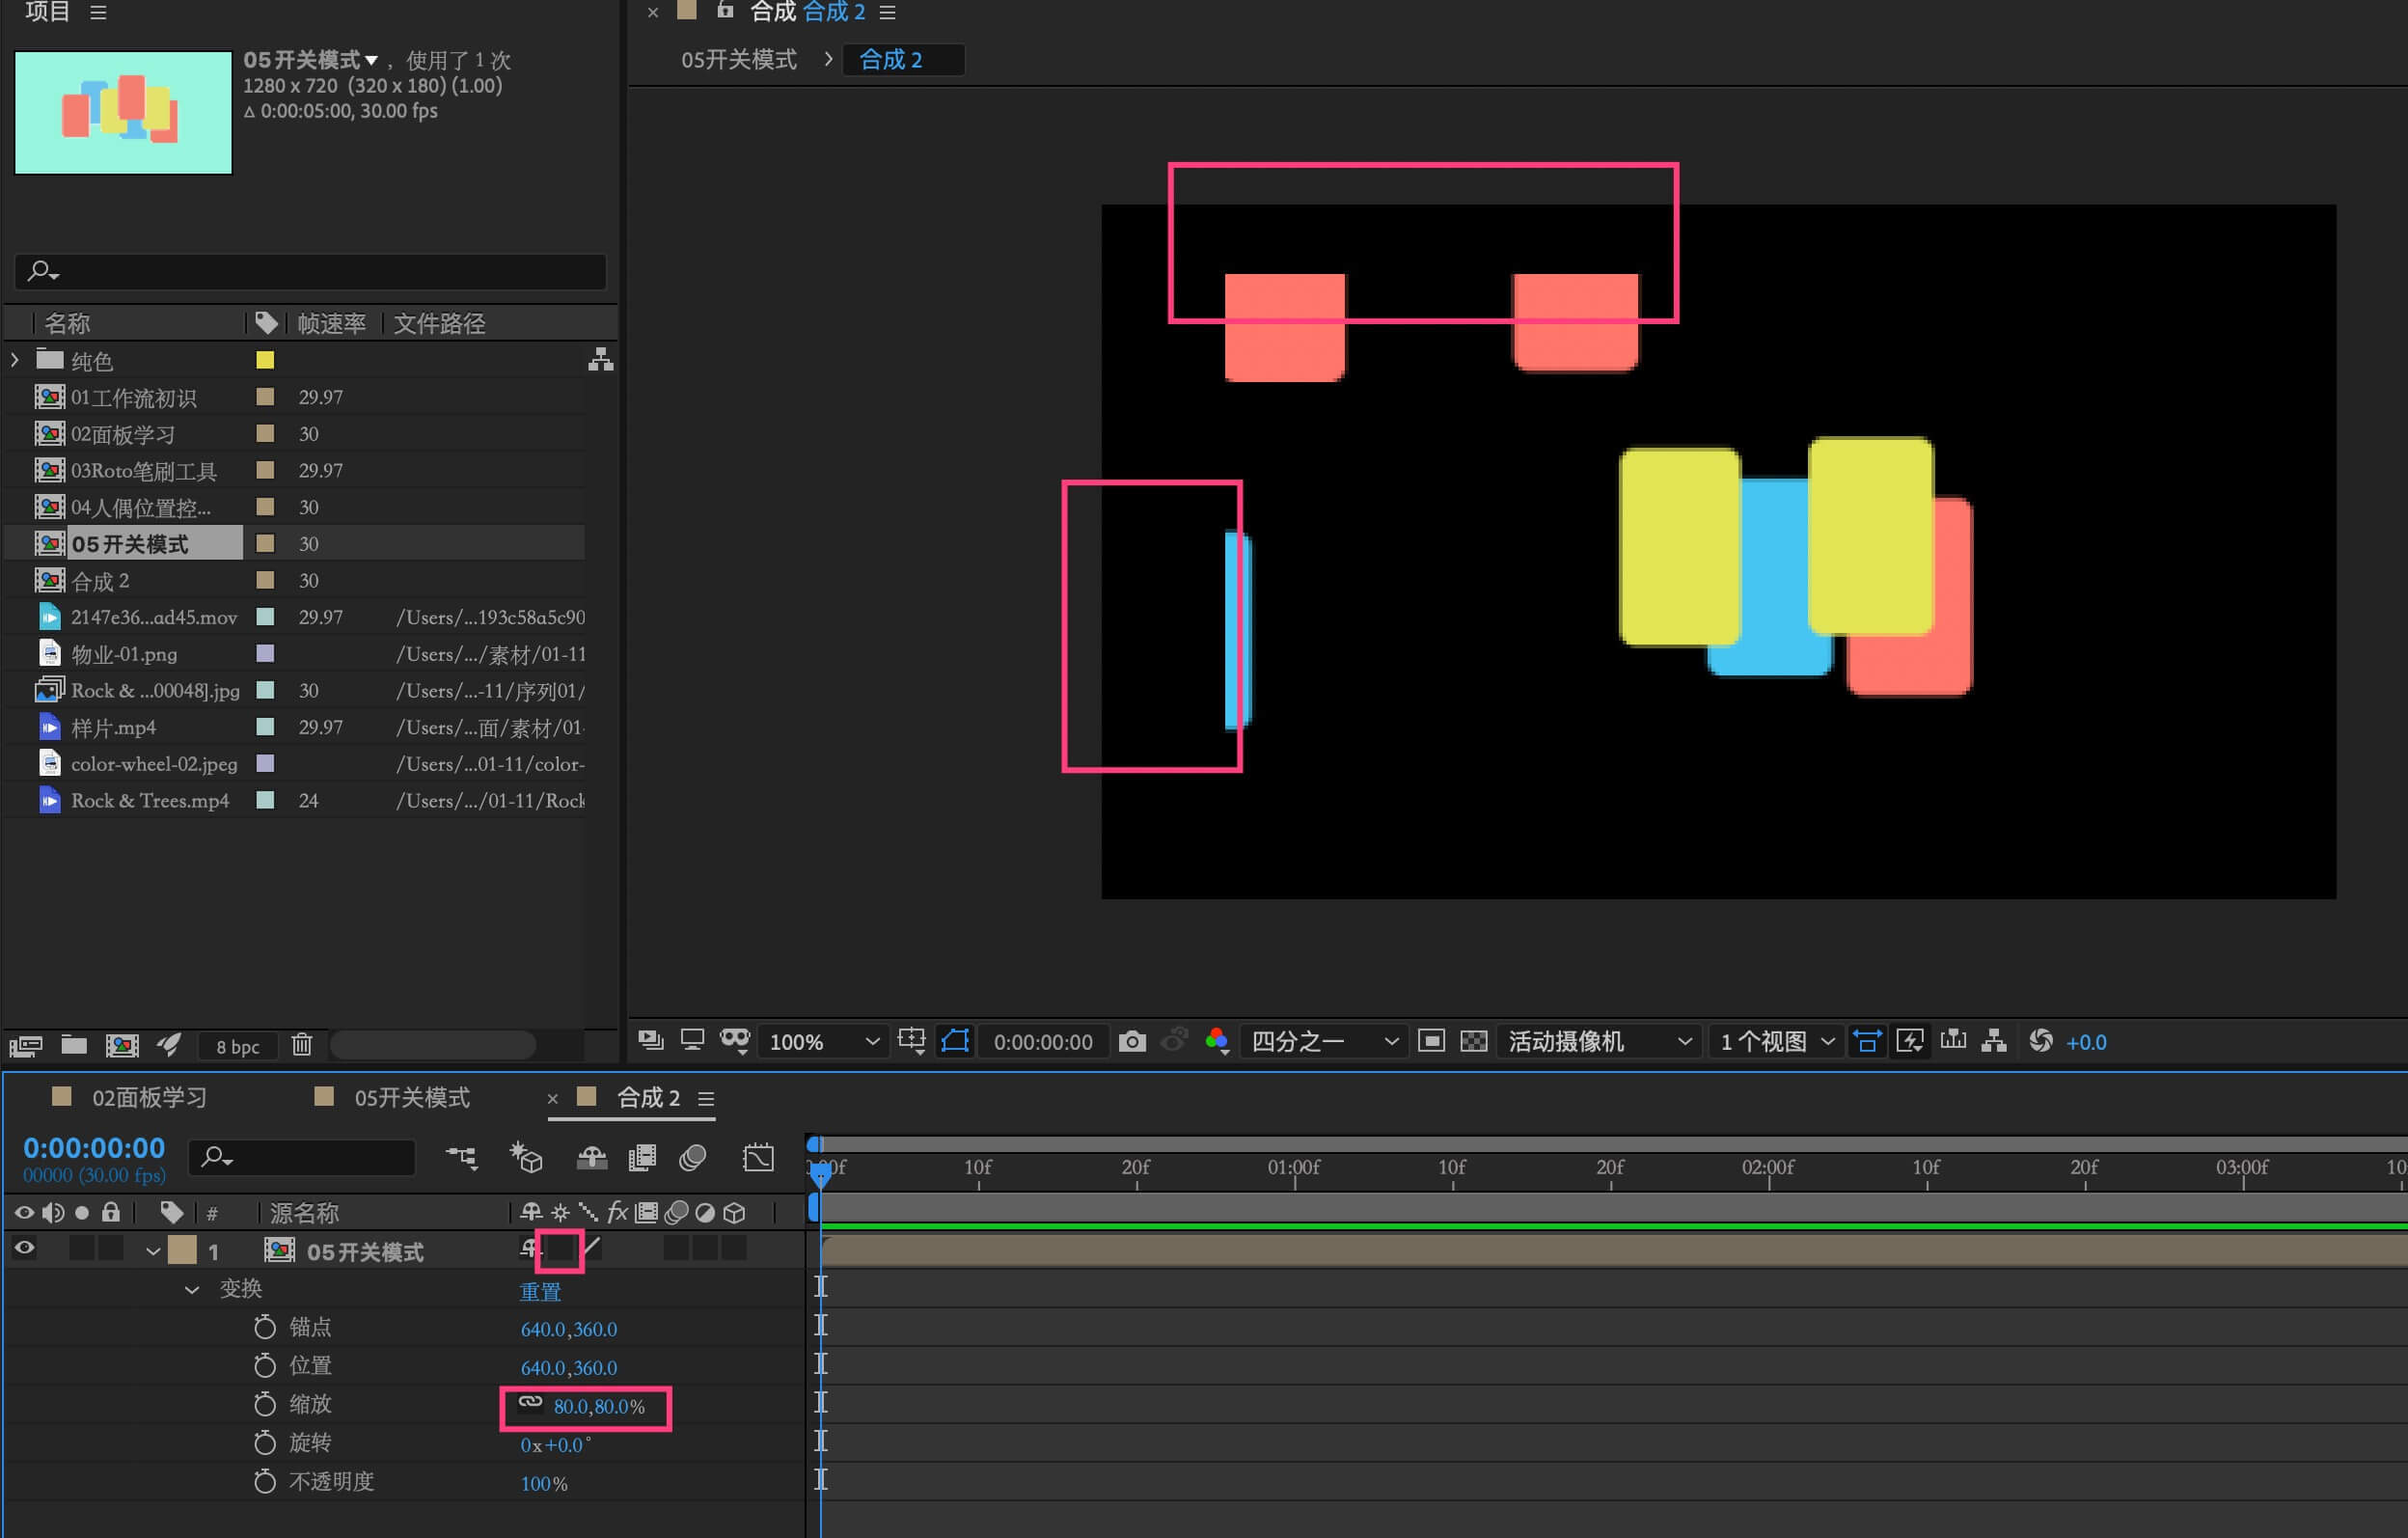 项目
05开关模式▼, 使用了 1 次
1280 x 720 (320 x 180) (1.00)
Δ 0:00:05:00, 30.00 fps
名称 帧速率 文件路径
纯色
01工作流初识 29.97
02面板学习 30
03Roto笔刷工具 29.97
04人偶位置控... 30
05开关模式 30
合成 2 30
2147e36...ad45.mov 29.97 /Users/...193c58a5c90
物业-01.png /Users/.../素材/01-11
Rock & ...00048].jpg 30 /Users/...-11/序列01/
样片.mp4 29.97 /Users/...面/素材/01-
color-wheel-02.jpeg /Users/...01-11/color-
Rock & Trees.mp4 24 /Users/.../01-11/Rock
8 bpc
合成 合成 2
05开关模式 合成 2
100% 0:00:00:00 四分之一 活动摄像机 1 个视图 +0.0
02面板学习 05开关模式 合成 2
0:00:00:00
00000 (30.00 fps)
:00f 10f 20f 01:00f 10f 20f 02:00f 10f 20f 03:00f 10
# 源名称 fx
1 05开关模式
变换 重置
锚点 640.0,360.0
位置 640.0,360.0
缩放 80.0,80.0%
旋转 0x+0.0°
不透明度 100%